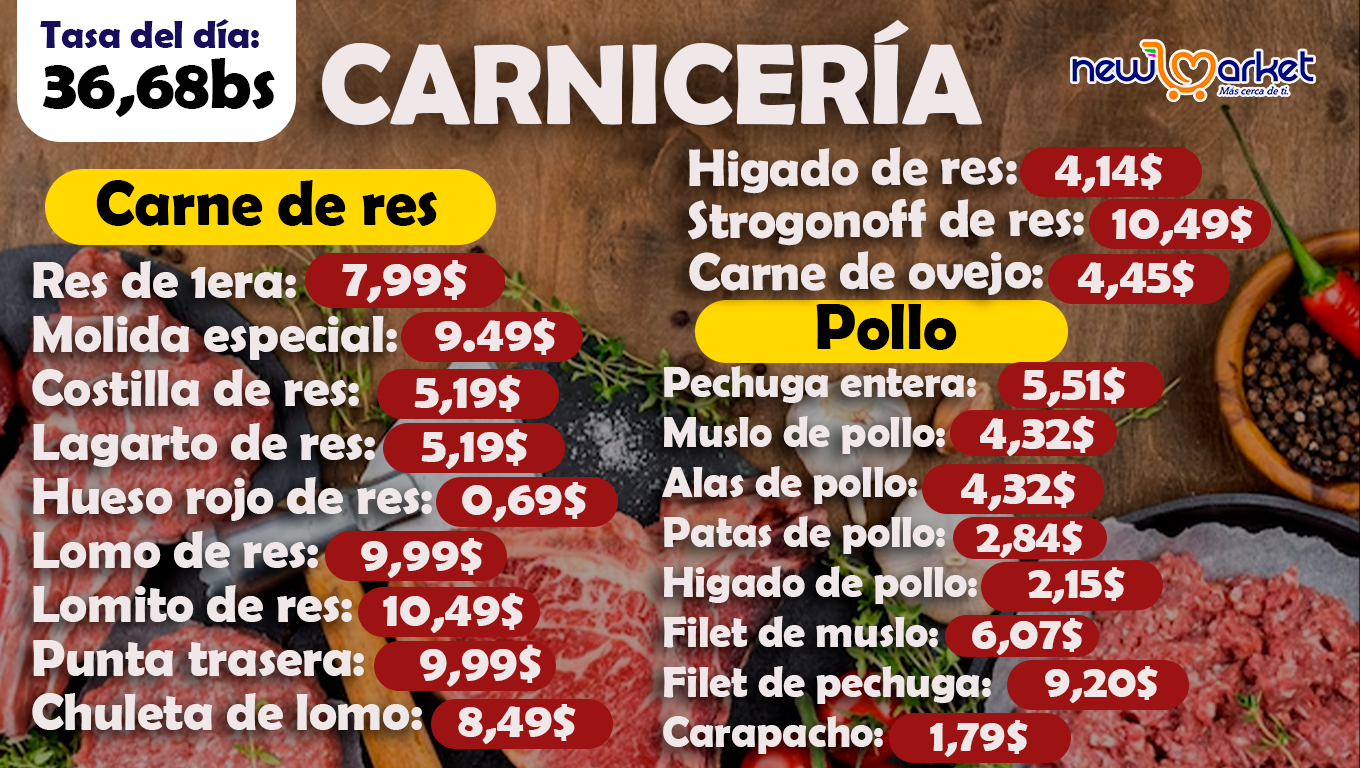 Tasa del día:
36,68bs
CARNICERÍA
new market
Más cerca de ti.
Carne de res
Res de 1era: 7,99$
Molida especial: 9.49$
Costilla de res: 5,19$
Lagarto de res: 5,19$
Hueso rojo de res: 0,69$
Lomo de res: 9,99$
Lomito de res: 10,49$
Punta trasera: 9,99$
Chuleta de lomo: 8,49$
Higado de res: 4,14$
Strogonoff de res: 10,49$
Carne de ovejo: 4,45$
Pollo
Pechuga entera: 5,51$
Muslo de pollo: 4,32$
Alas de pollo: 4,32$
Patas de pollo: 2,84$
Higado de pollo: 2,15$
Filet de muslo: 6,07$
Filet de pechuga: 9,20$
Carapacho: 1,79$